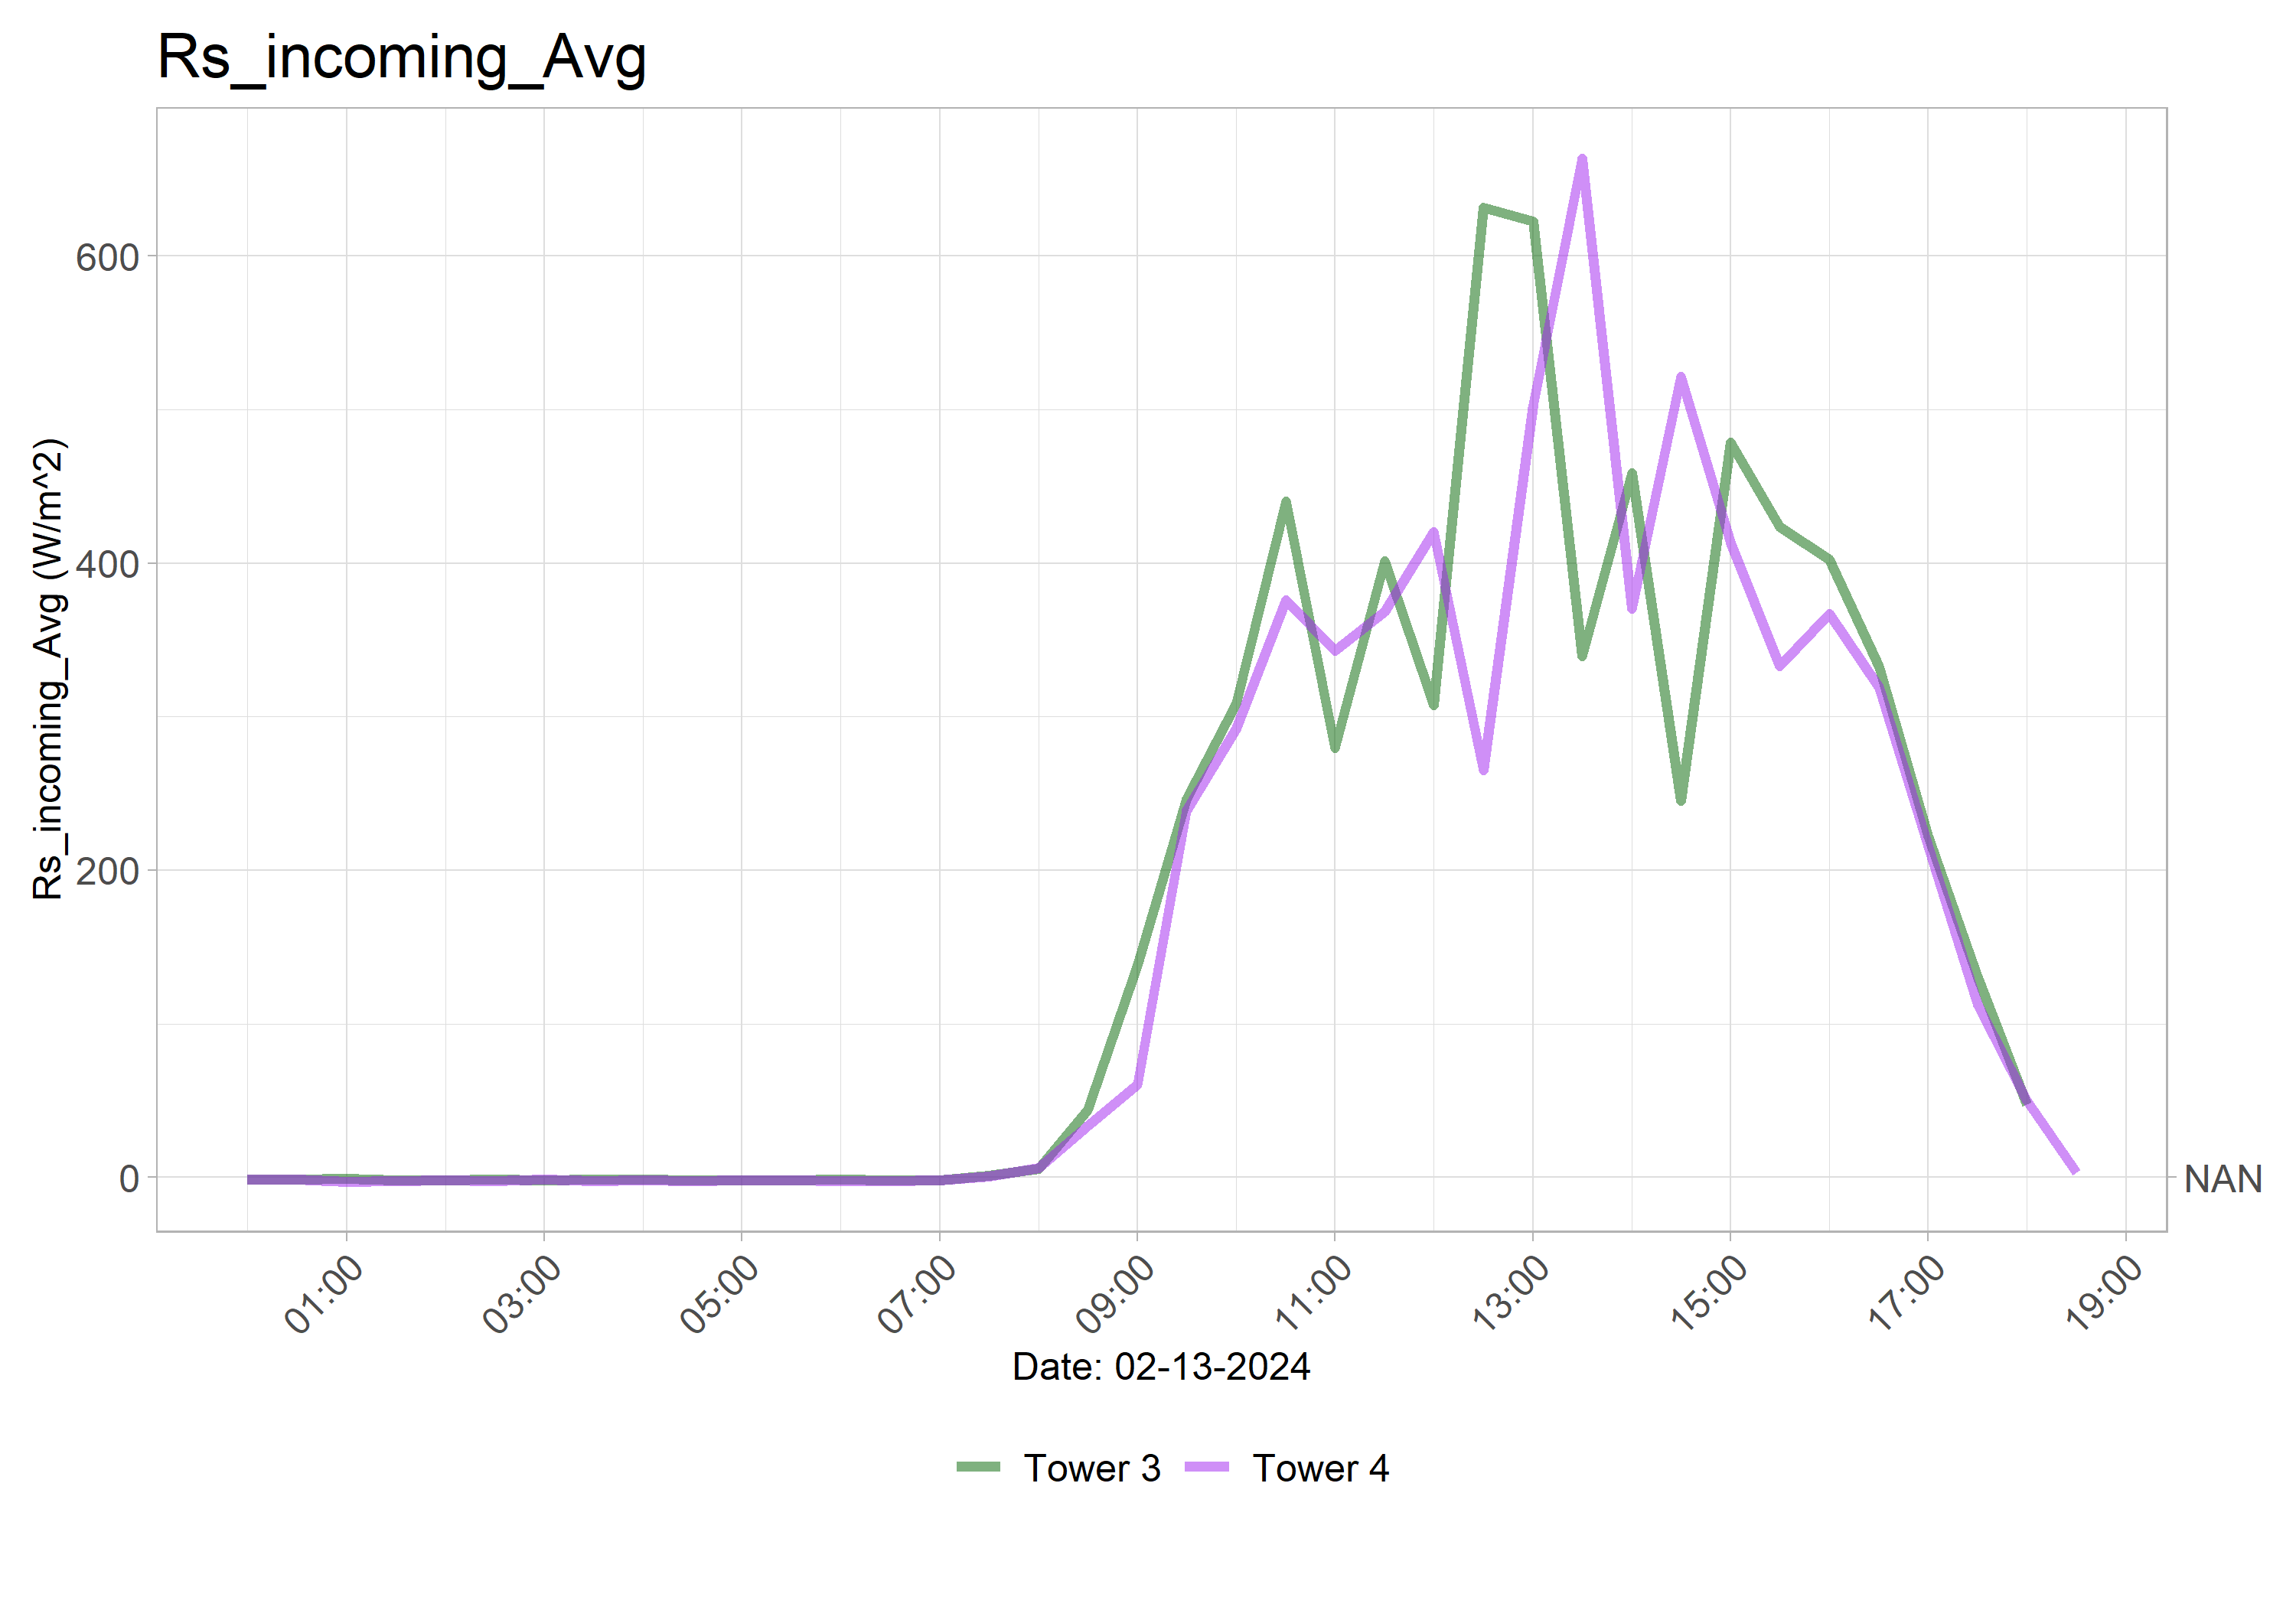 Rs_incoming_Avg
Rs_incoming_Avg (W/m^2)
600
400
200
0
NAN
01:00 03:00 05:00 07:00 09:00 11:00 13:00 15:00 17:00 19:00
Date: 02-13-2024
Tower 3 Tower 4